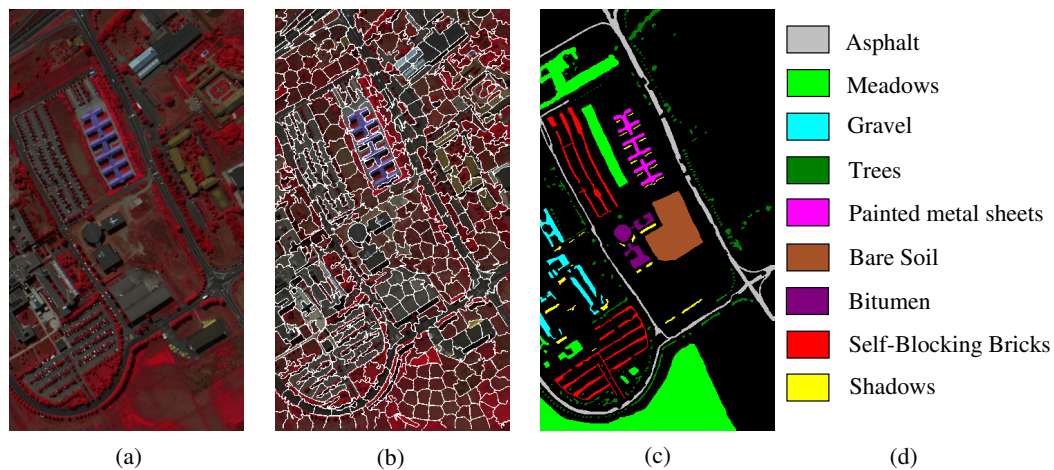 Asphalt
Meadows
Gravel
Trees
Painted metal sheets
Bare Soil
Bitumen
Self-Blocking Bricks
Shadows
(a) (b) (c) (d)